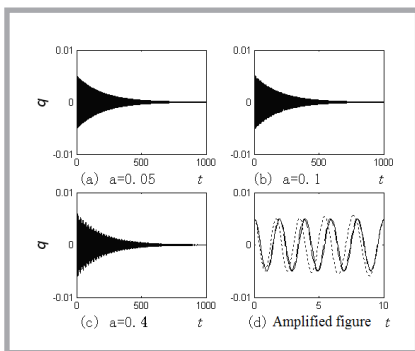 0.01 0.01
q 0 0
-0.01 -0.01
0 500 1000 0 500 1000
(a) a=0.05 t (b) a=0.1 t
0.01 0.01
q 0 0
-0.01 -0.01
0 500 1000 0 5 10
(c) a=0.4 t (d) Amplified figure t